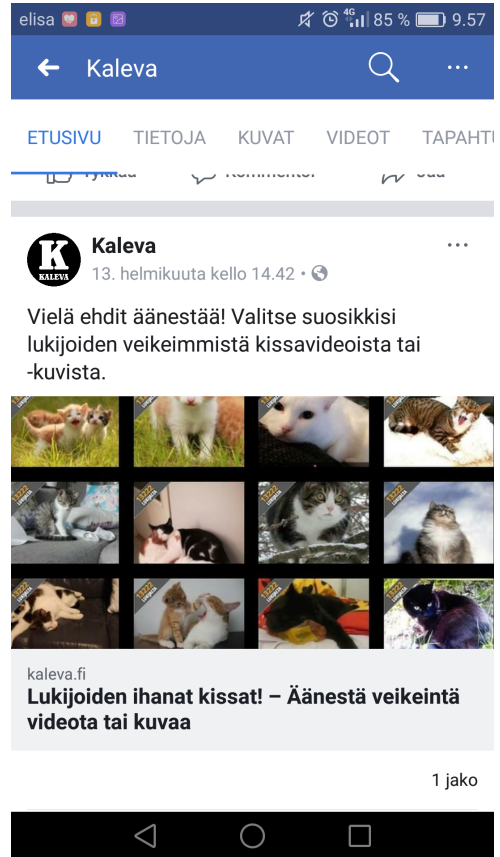 elisa 4G 85 % 9.57
Kaleva
ETUSIVU TIETOJA KUVAT VIDEOT TAPAHTU
Kaleva
13. helmikuuta kello 14.42 •
K
KALEVA
Vielä ehdit äänestää! Valitse suosikkisi
lukijoiden veikeimmistä kissavideoista tai
-kuvista.
kaleva.fi
Lukijoiden ihanat kissat! – Äänestä veikeintä
videota tai kuvaa
1 jako